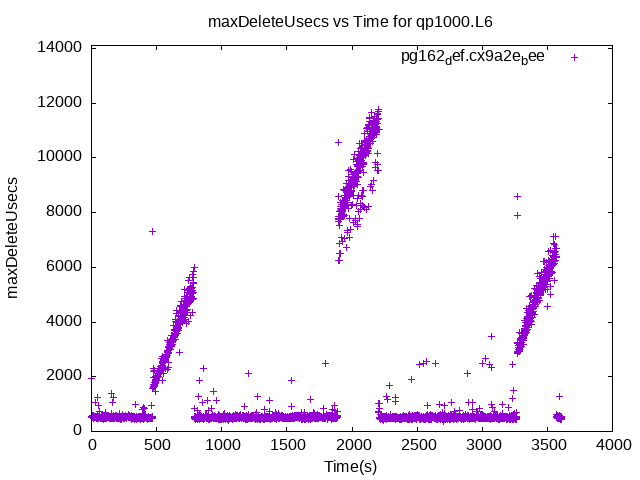 maxDeleteUsecs vs Time for qp1000.L6
pg162def.cx9a2ebee
14000
12000
10000
8000
6000
4000
2000
0
maxDeleteUsecs
0 500 1000 1500 2000 2500 3000 3500 4000
Time(s)